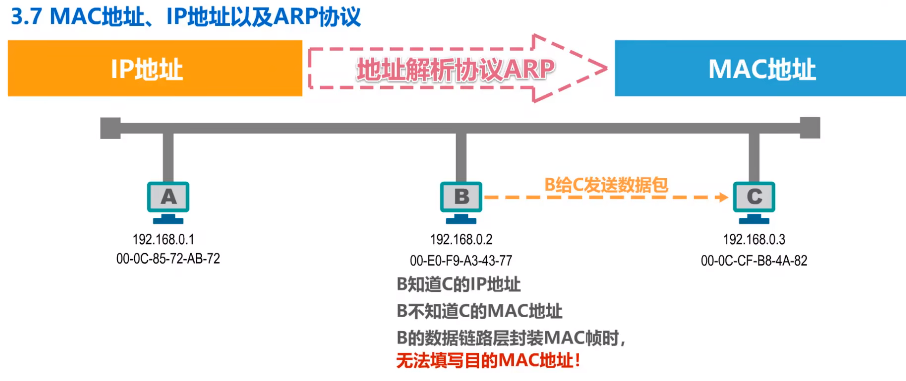 3.7 MAC地址、IP地址以及ARP协议
IP地址
地址解析协议ARP
MAC地址
A
B
B给C发送数据包
C
192.168.0.1
192.168.0.2
192.168.0.3
00-0C-85-72-AB-72
00-E0-F9-A3-43-77
00-0C-CF-B8-4A-82
B知道C的IP地址
B不知道C的MAC地址
B的数据链路层封装MAC帧时，
无法填写目的MAC地址！